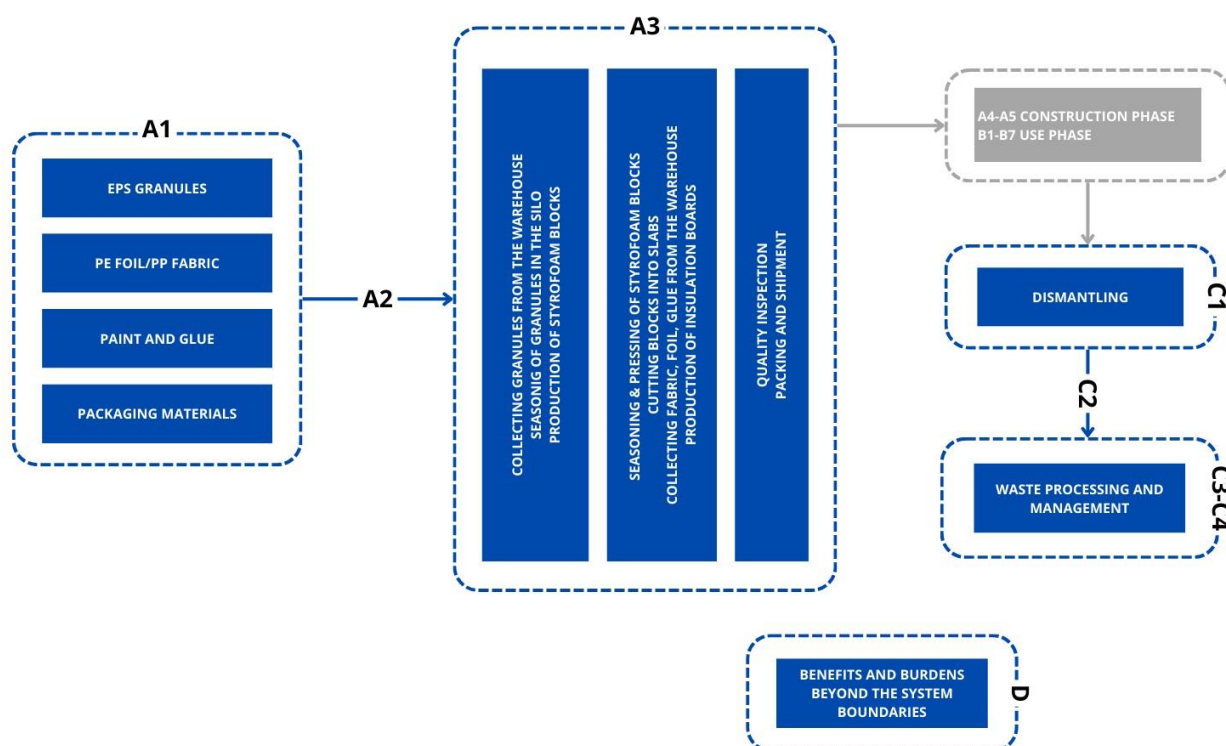 A1
EPS GRANULES
PE FOIL/PP FABRIC
PAINT AND GLUE
PACKAGING MATERIALS
A2
A3
COLLECTING GRANULES FROM THE WAREHOUSE
SEASONIG OF GRANULES IN THE SILO
PRODUCTION OF STYROFOAM BLOCKS
SEASONING & PRESSING OF STYROFOAM BLOCKS
CUTTING BLOCKS INTO SLABS
COLLECTING FABRIC, FOIL, GLUE FROM THE WAREHOUSE
PRODUCTION OF INSULATION BOARDS
QUALITY INSPECTION
PACKING AND SHIPMENT
A4-A5 CONSTRUCTION PHASE
B1-B7 USE PHASE
DISMANTLING
C1
C2
WASTE PROCESSING AND
MANAGEMENT
C3-C4
BENEFITS AND BURDENS
BEYOND THE SYSTEM
BOUNDARIES
D